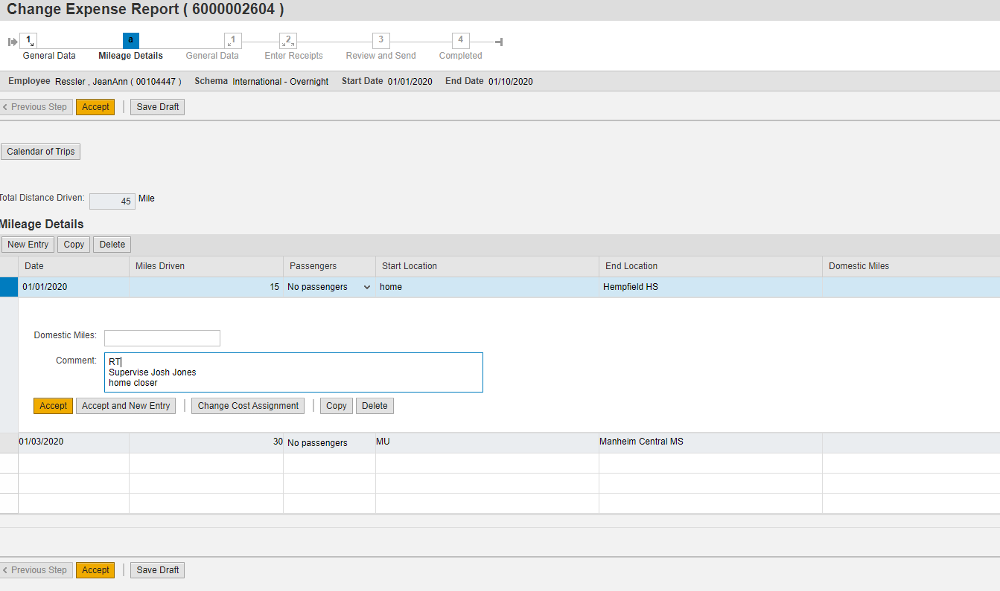 Change Expense Report ( 6000002604 )
1 a 1 2 3 4
General Data Mileage Details General Data Enter Receipts Review and Send Completed
Employee Ressler , JeanAnn ( 00104447 ) Schema International - Overnight Start Date 01/01/2020 End Date 01/10/2020
Previous Step Accept Save Draft
Calendar of Trips
Total Distance Driven: 45 Mile
Mileage Details
New Entry Copy Delete
Date Miles Driven Passengers Start Location End Location Domestic Miles
01/01/2020 15 No passengers home Hempfield HS
Domestic Miles:
Comment: RT
Supervise Josh Jones
home closer
Accept Accept and New Entry Change Cost Assignment Copy Delete
01/03/2020 30 No passengers MU Manheim Central MS
Previous Step Accept Save Draft